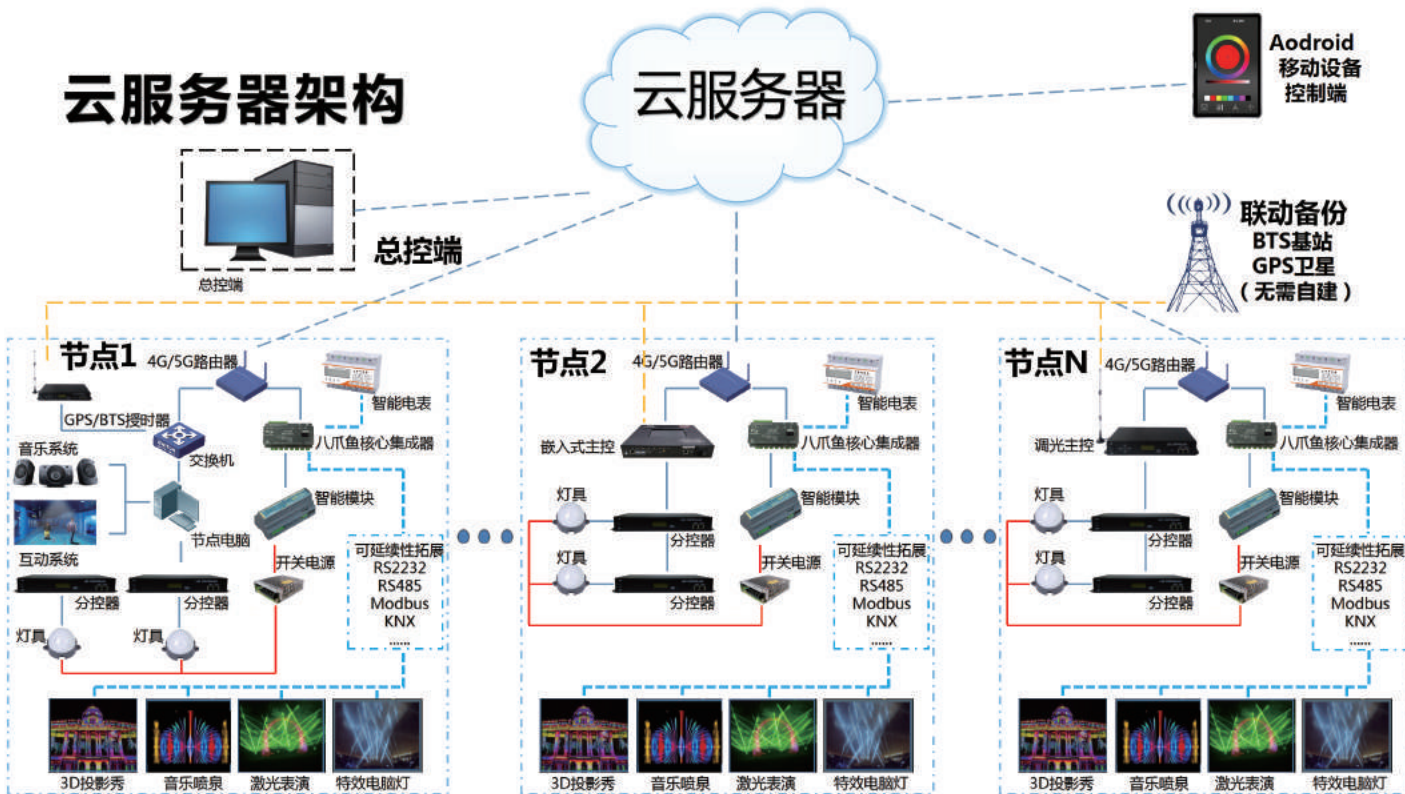 云服务器架构
云服务器
Aodroid
移动设备
控制端
总控端
总控端
联动备份
BTS基站
GPS卫星
（无需自建）
节点1
4G/5G路由器
智能电表
GPS/BTS授时器
八爪鱼核心集成器
音乐系统
交换机
智能模块
节点电脑
互动系统
开关电源
分控器
分控器
灯具
灯具
可延续性拓展
RS2232
RS485
Modbus
KNX
......
3D投影秀
音乐喷泉
激光表演
特效电脑灯
节点2
4G/5G路由器
智能电表
嵌入式主控
八爪鱼核心集成器
灯具
智能模块
分控器
灯具
开关电源
分控器
可延续性拓展
RS2232
RS485
Modbus
KNX
......
3D投影秀
音乐喷泉
激光表演
特效电脑灯
节点N
4G/5G路由器
智能电表
调光主控
八爪鱼核心集成器
灯具
智能模块
分控器
灯具
开关电源
分控器
可延续性拓展
RS2232
RS485
Modbus
KNX
......
3D投影秀
音乐喷泉
激光表演
特效电脑灯